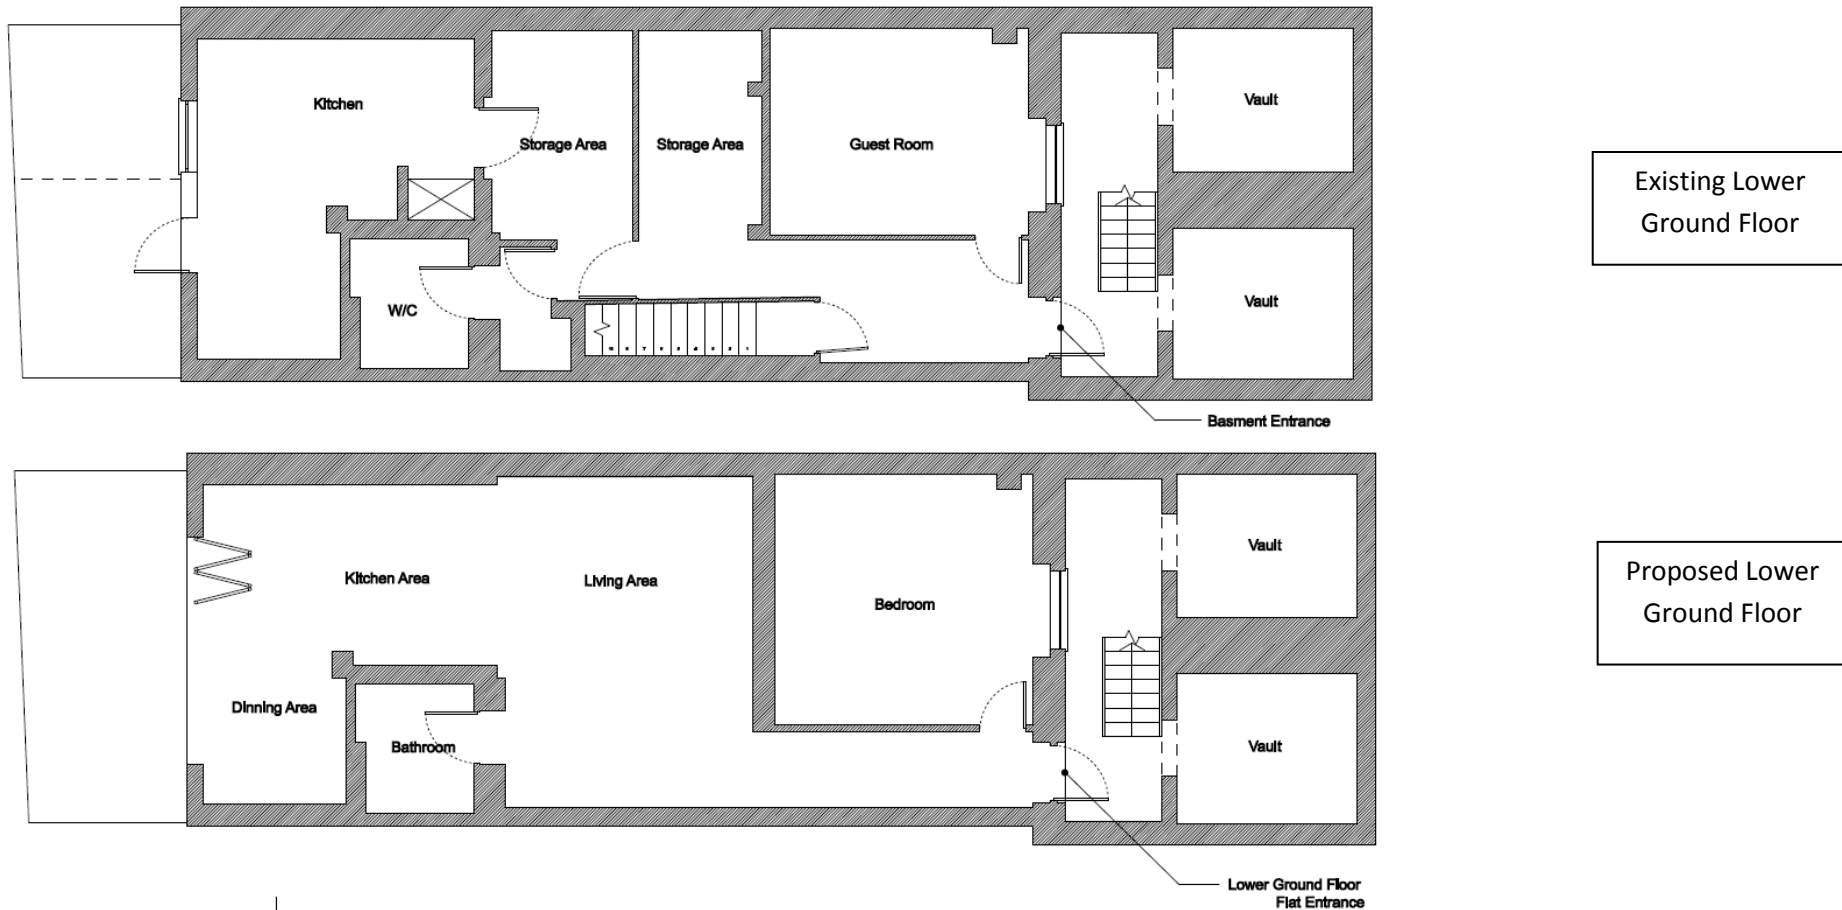 Kitchen
Storage Area
Storage Area
Guest Room
Vault
W/C
Vault
Basment Entrance
Existing Lower
Ground Floor
Kitchen Area
Living Area
Bedroom
Vault
Dinning Area
Bathroom
Vault
Lower Ground Floor
Flat Entrance
Proposed Lower
Ground Floor